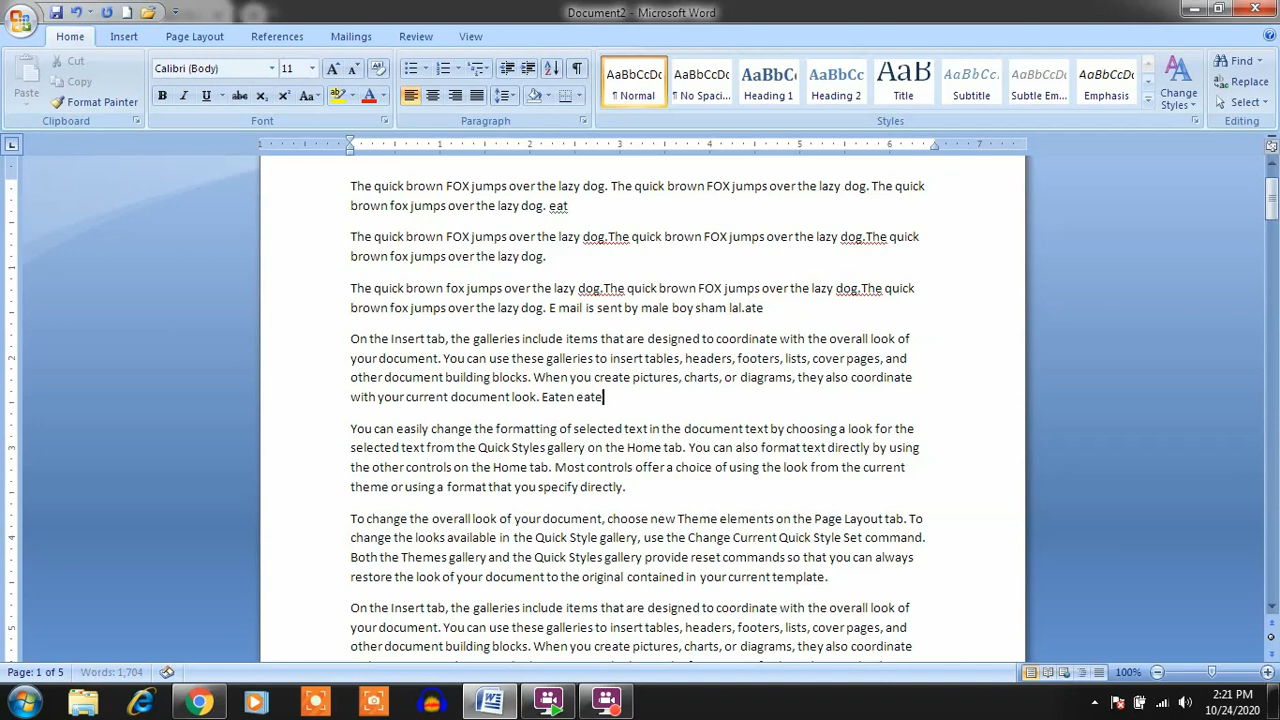 Document2 - Microsoft Word
Home Insert Page Layout References Mailings Review View
Paste
Cut
Copy
Format Painter
Clipboard
Calibri (Body) 11
Font
Paragraph
AaBbCcDc AaBbCcDc AaBbCc AaBbCc AaB AaBbCc. AaBbCcDc AaBbCcDc
¶ Normal ¶ No Spaci... Heading 1 Heading 2 Title Subtitle Subtle Em... Emphasis
Change Styles
Styles
Find
Replace
Select
Editing
1 1 2 3 4 5 6 7
The quick brown FOX jumps over the lazy dog. The quick brown FOX jumps over the lazy dog. The quick
brown fox jumps over the lazy dog. eat
The quick brown FOX jumps over the lazy dog.The quick brown FOX jumps over the lazy dog.The quick
brown fox jumps over the lazy dog.
The quick brown fox jumps over the lazy dog.The quick brown FOX jumps over the lazy dog.The quick
brown fox jumps over the lazy dog. E mail is sent by male boy sham lal.ate
On the Insert tab, the galleries include items that are designed to coordinate with the overall look of
your document. You can use these galleries to insert tables, headers, footers, lists, cover pages, and
other document building blocks. When you create pictures, charts, or diagrams, they also coordinate
with your current document look. Eaten eate
You can easily change the formatting of selected text in the document text by choosing a look for the
selected text from the Quick Styles gallery on the Home tab. You can also format text directly by using
the other controls on the Home tab. Most controls offer a choice of using the look from the current
theme or using a format that you specify directly.
To change the overall look of your document, choose new Theme elements on the Page Layout tab. To
change the looks available in the Quick Style gallery, use the Change Current Quick Style Set command.
Both the Themes gallery and the Quick Styles gallery provide reset commands so that you can always
restore the look of your document to the original contained in your current template.
On the Insert tab, the galleries include items that are designed to coordinate with the overall look of
your document. You can use these galleries to insert tables, headers, footers, lists, cover pages, and
other document building blocks. When you create pictures, charts, or diagrams, they also coordinate
Page: 1 of 5 Words: 1,704 100%
2:21 PM
10/24/2020